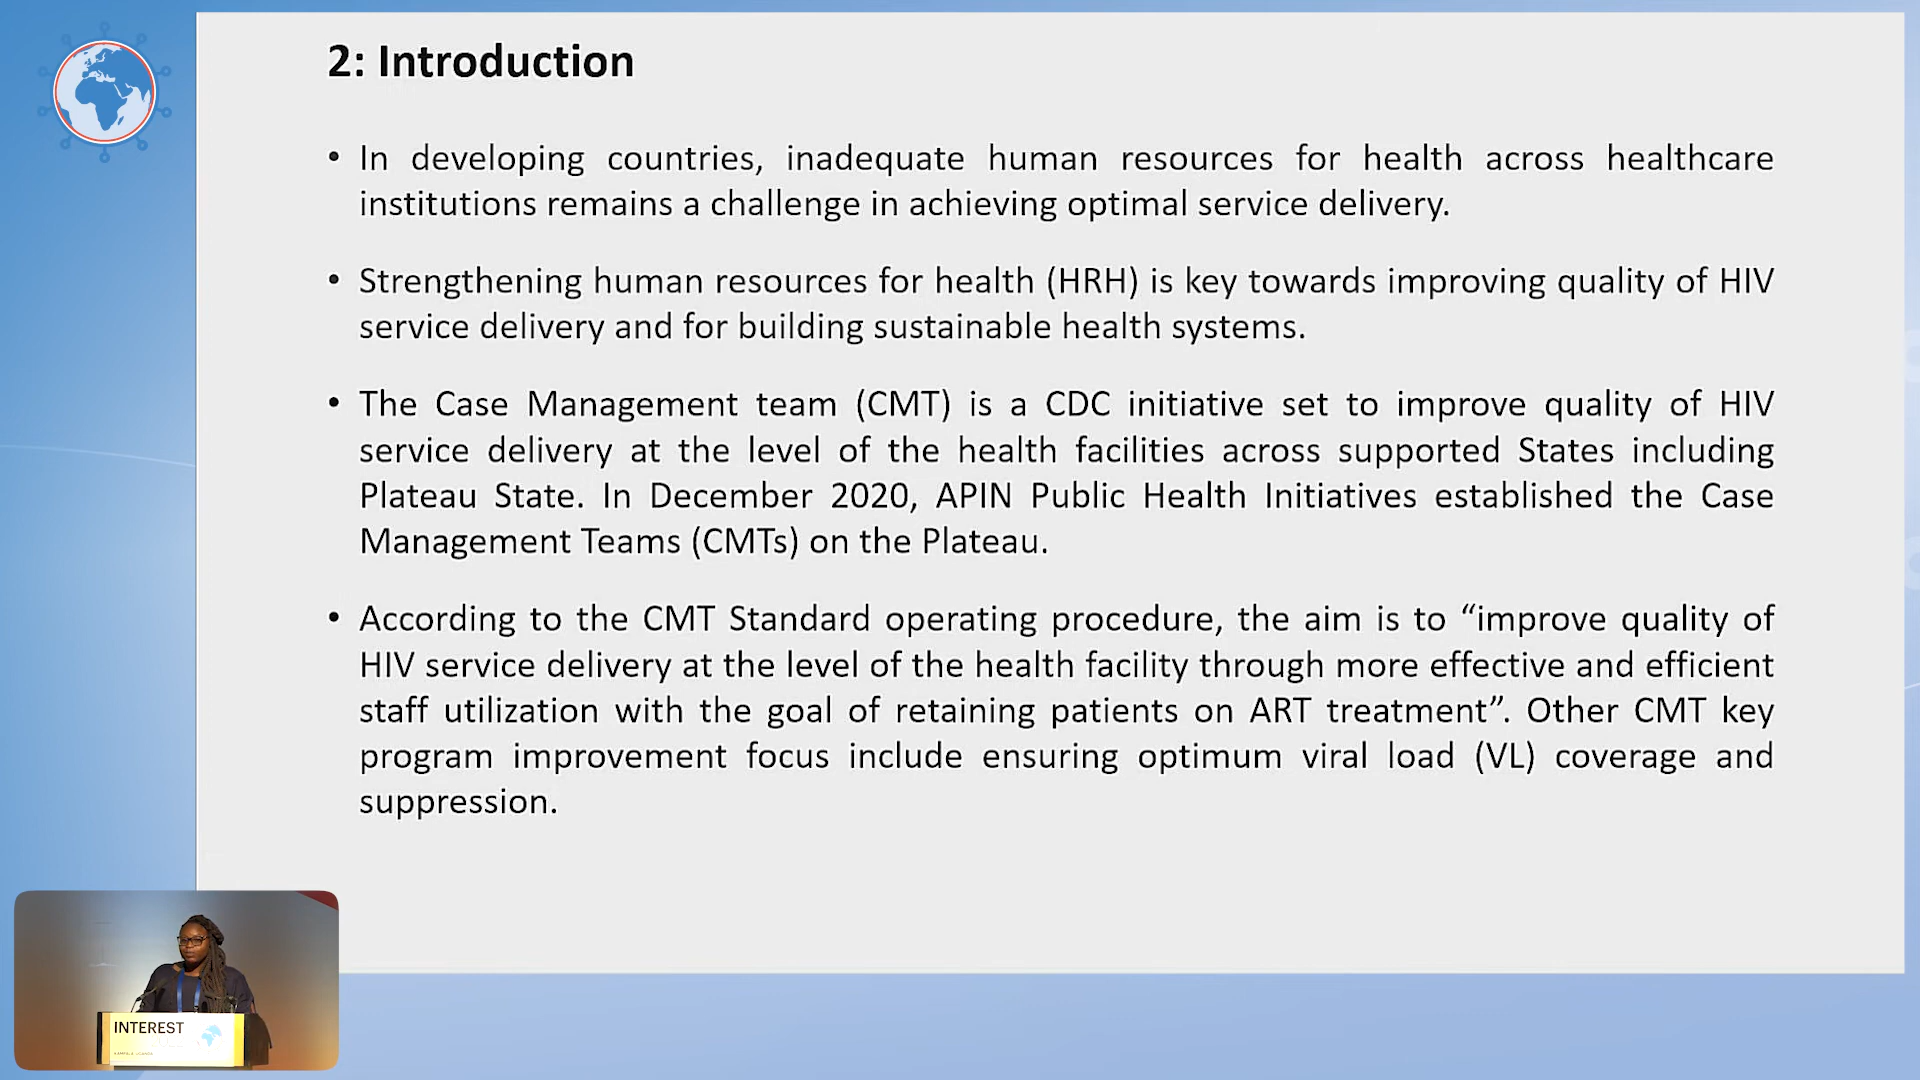 2: Introduction
• In developing countries, inadequate human resources for health across healthcare
institutions remains a challenge in achieving optimal service delivery.
• Strengthening human resources for health (HRH) is key towards improving quality of HIV
service delivery and for building sustainable health systems.
• The Case Management team (CMT) is a CDC initiative set to improve quality of HIV
service delivery at the level of the health facilities across supported States including
Plateau State. In December 2020, APIN Public Health Initiatives established the Case
Management Teams (CMTs) on the Plateau.
• According to the CMT Standard operating procedure, the aim is to “improve quality of
HIV service delivery at the level of the health facility through more effective and efficient
staff utilization with the goal of retaining patients on ART treatment”. Other CMT key
program improvement focus include ensuring optimum viral load (VL) coverage and
suppression.
INTEREST